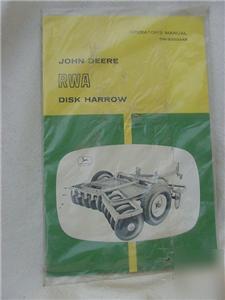 OPERATOR'S MANUAL
JOHN DEERE
RWA
DISK HARROW